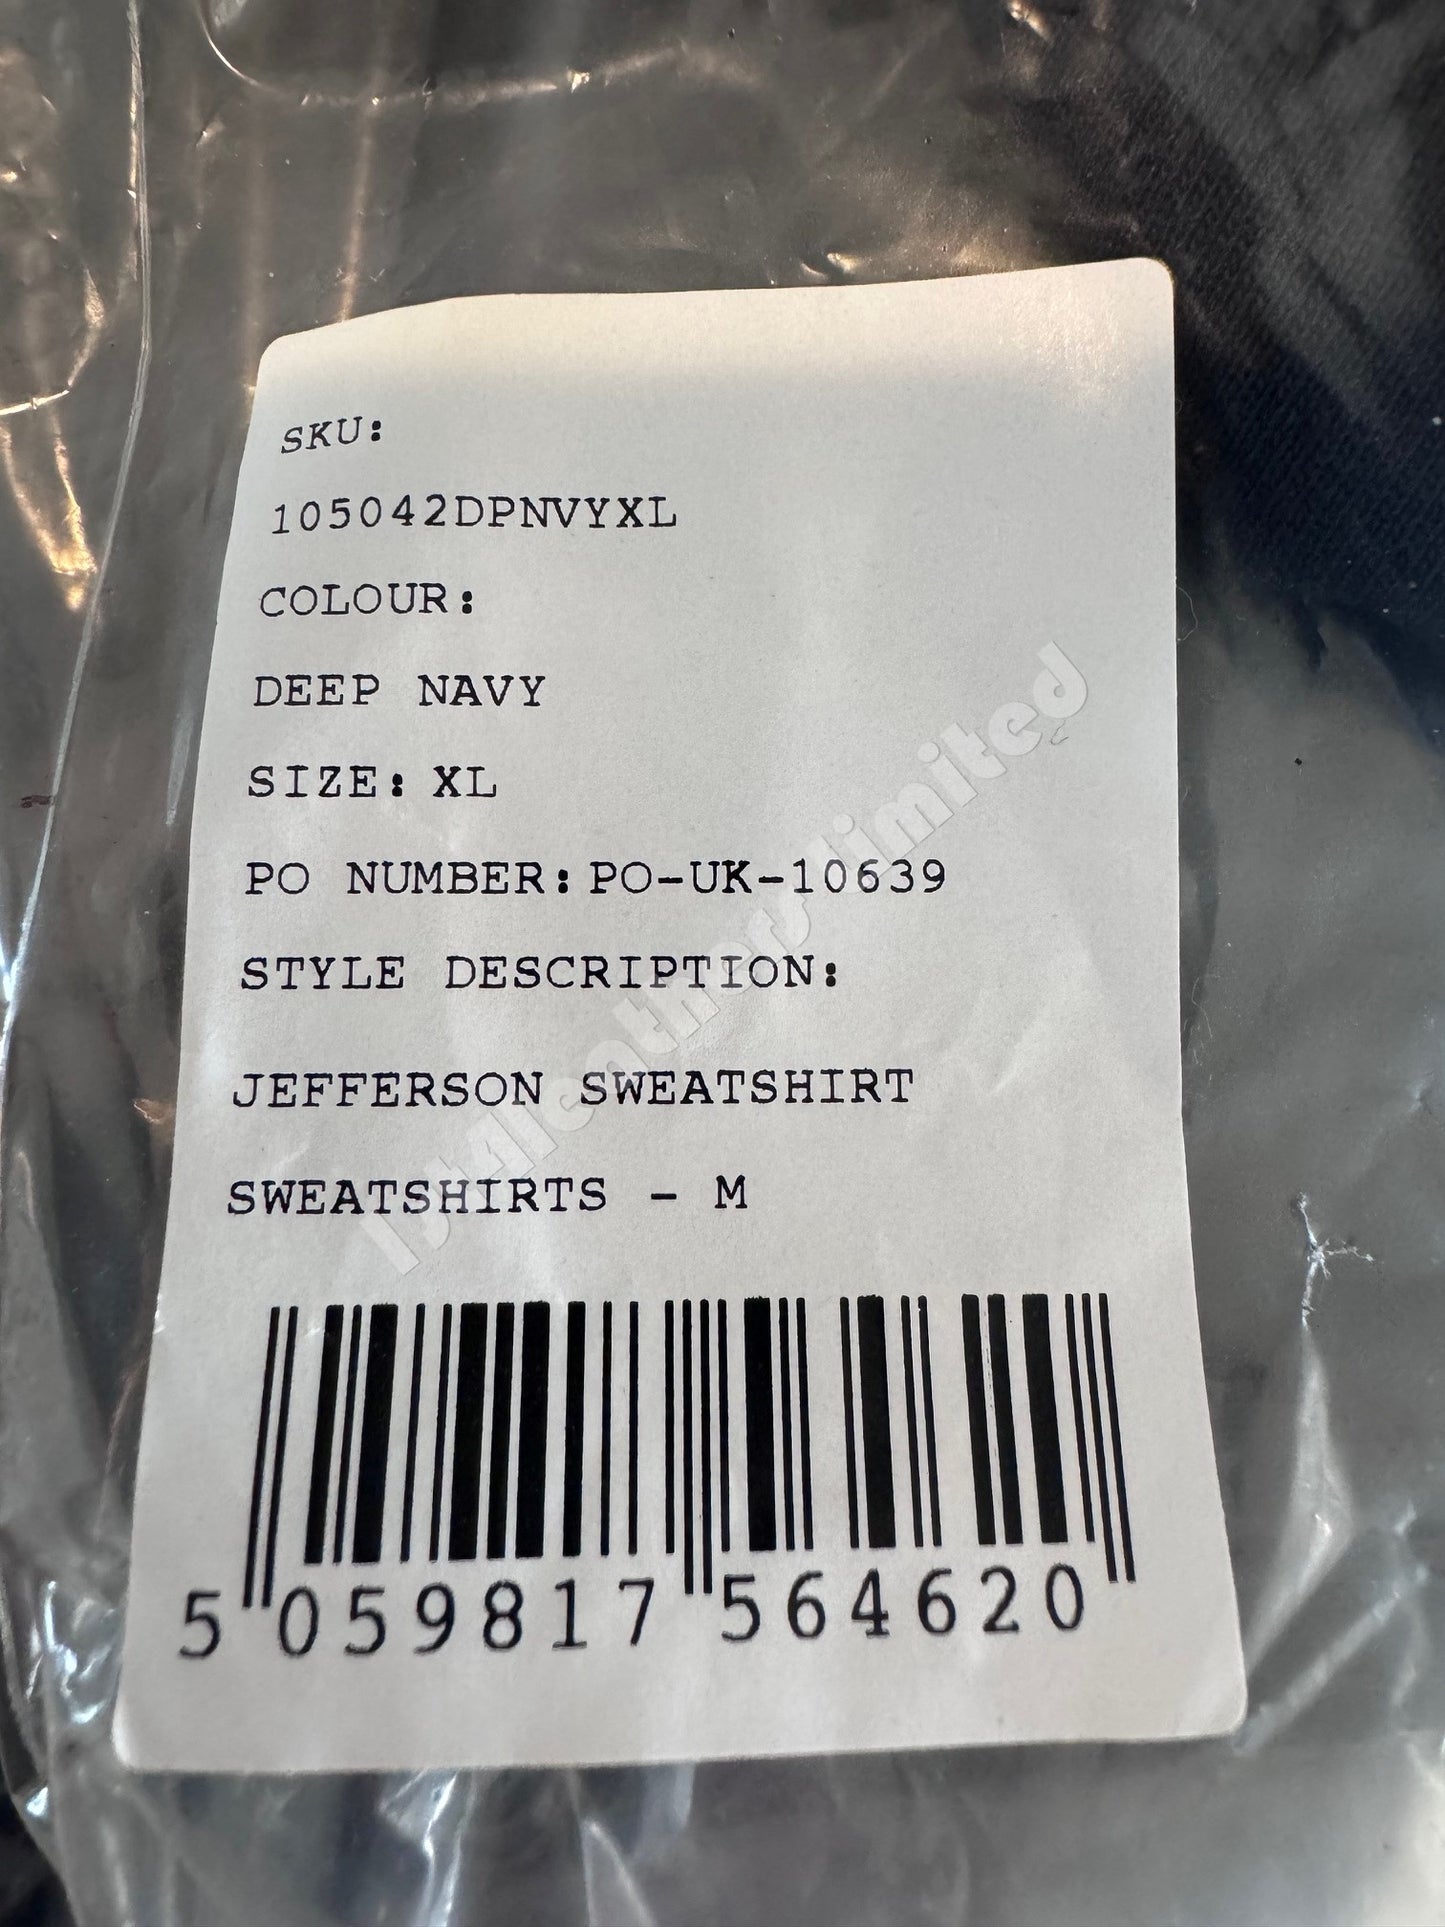 SKU:
105042DPNVYXL
COLOUR:
DEEP NAVY
SIZE: XL
PO NUMBER: PO-UK-10639
STYLE DESCRIPTION:
JEFFERSON SWEATSHIRT
SWEATSHIRTS - M
5 059817 564620